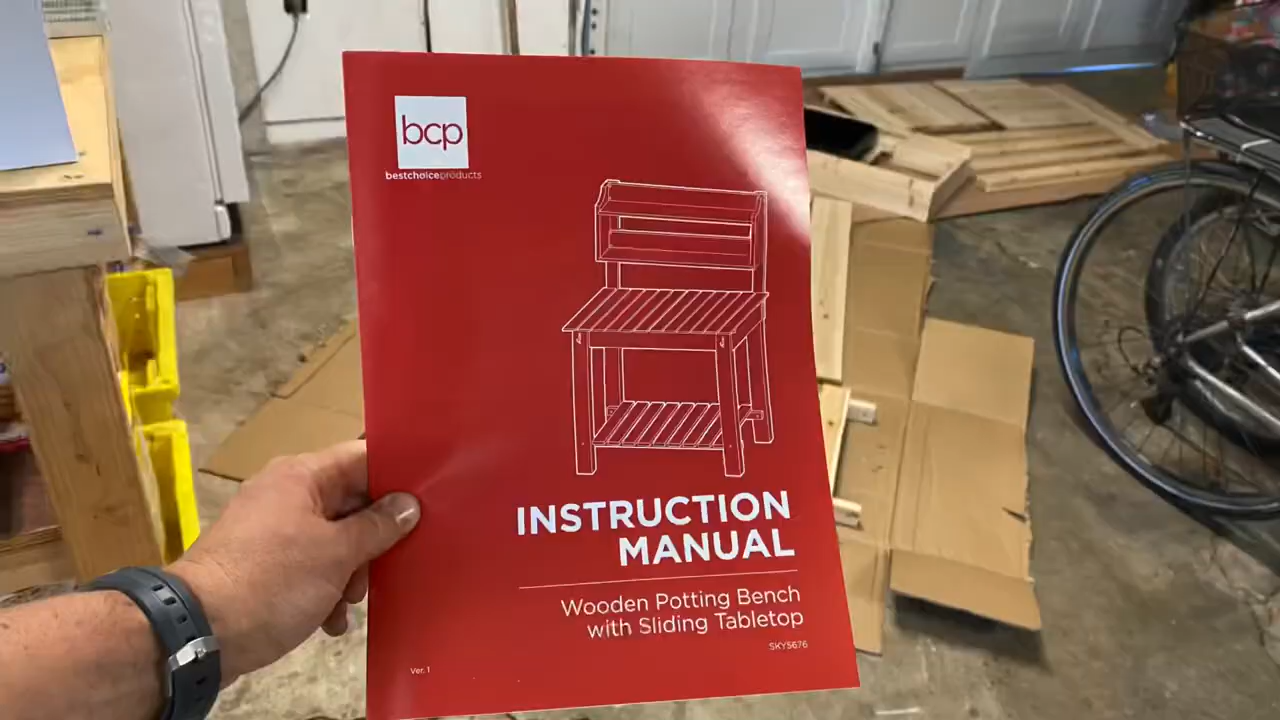 bcp
bestchoiceproducts
INSTRUCTION
MANUAL
Wooden Potting Bench
with Sliding Tabletop
SKY5676
Ver. 1